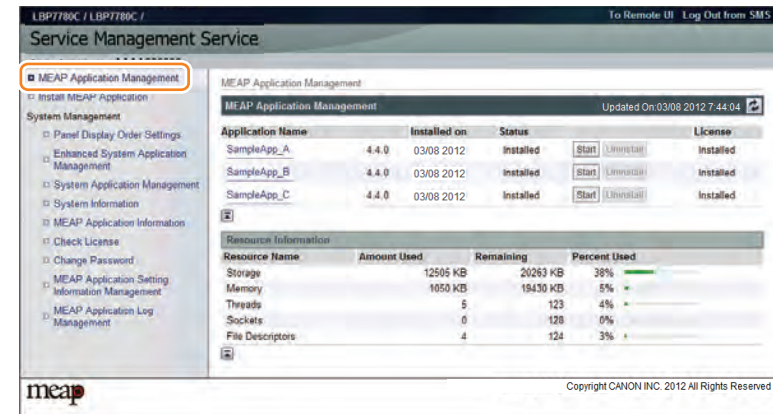 LBP7780C / LBP7780C /
To Remote UI Log Out from SMS
Service Management Service
MEAP Application Management
Install MEAP Application
System Management
Panel Display Order Settings
Enhanced System Application
Management
System Application Management
System Information
MEAP Application Information
Check License
Change Password
MEAP Application Setting
Information Management
MEAP Application Log
Management
MEAP Application Management
MEAP Application Management Updated On:03/08 2012 7:44:04
Application Name Installed on Status License
SampleApp_A 4.4.0 03/08 2012 Installed Start Uninstall Installed
SampleApp_B 4.4.0 03/08 2012 Installed Start Uninstall Installed
SampleApp_C 4.4.0 03/08 2012 Installed Start Uninstall Installed
Resource Information
Resource Name Amount Used Remaining Percent Used
Storage 12505 KB 20263 KB 38%
Memory 1050 KB 19430 KB 5%
Threads 5 123 4%
Sockets 0 128 0%
File Descriptors 4 124 3%
meap
Copyright CANON INC. 2012 All Rights Reserved